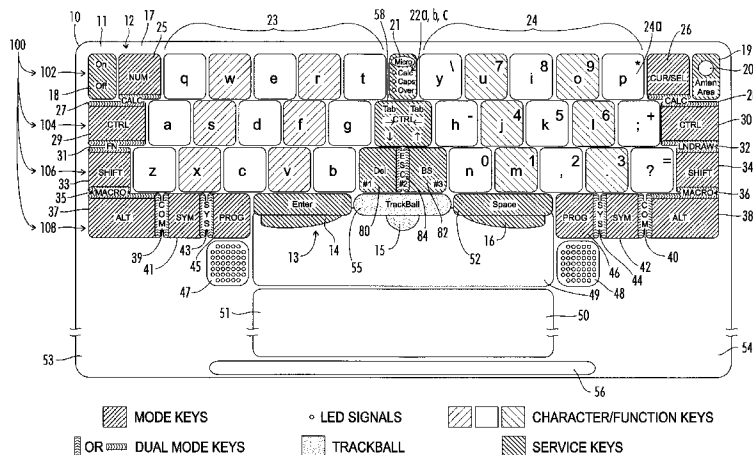 10 11 12 17 25 23 58 21 22a, b, c 24 24a 26 19
100
On NUM q w e r t Micro y \ u 7 i 8 o 9 p * CUR/SEL 20
102
Calc
Caps
Over
Anten
Area
18 Off
27 CALC Tab Tab CALC 2
104 CTRL a s d f g CTRL h - j 4 k 5 l 6 ; + CTRL 30
29 ↓ ↑
31 FN LNDRAW 32
106 SHIFT z x c v b Del ESC BS n 0 m 1 , 2 . 3 ? = SHIFT 34
33 #1 #2 #3
35 MACRO MACRO 36
37 Enter TrackBall Space
108 ALT COM SYM SYS PROG PROG SYS SYM COM ALT 38
39 43 14 80 84 82 16 46 42 40
41 45 13 15 55 52 44
47 49 48
51 50
53 54
56
MODE KEYS LED SIGNALS CHARACTER/FUNCTION KEYS
OR DUAL MODE KEYS TRACKBALL SERVICE KEYS